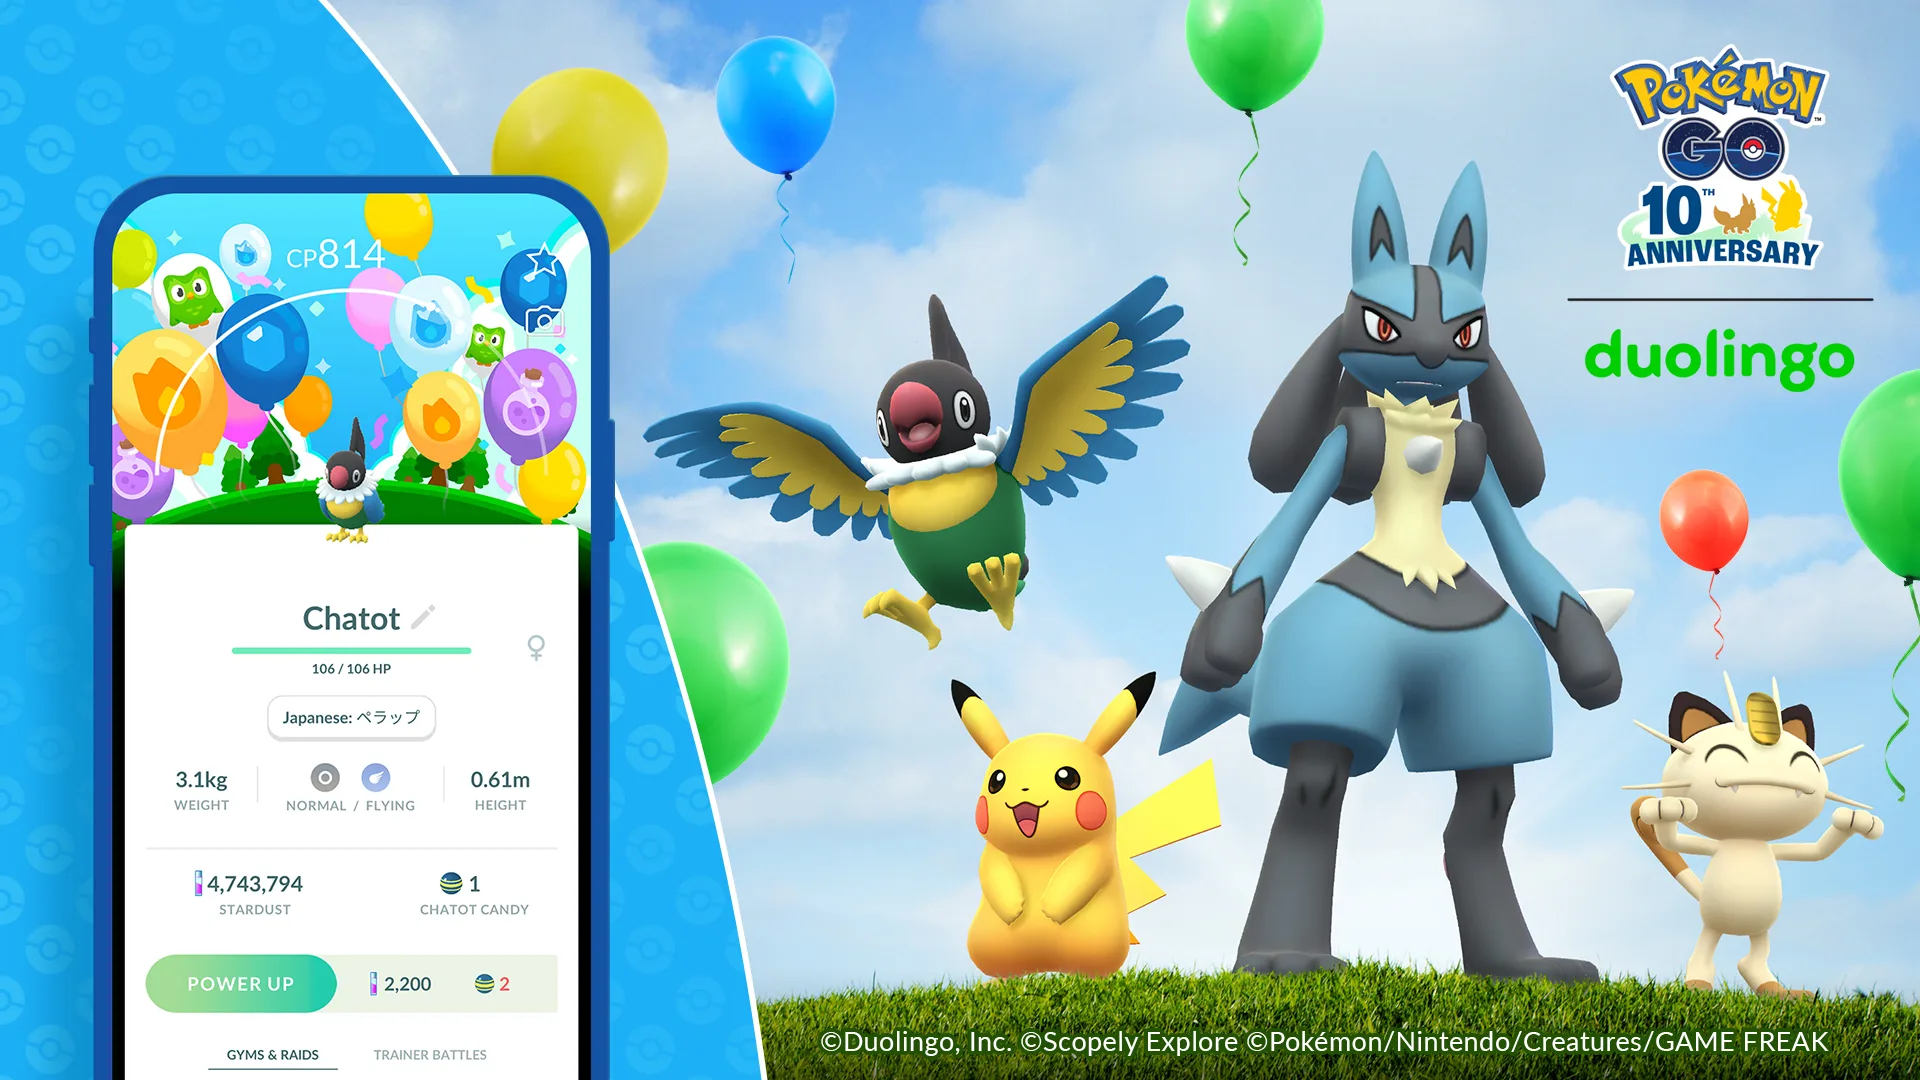 CP814
Chatot
106 / 106 HP
Japanese: ペラップ
3.1kg
WEIGHT
NORMAL / FLYING
0.61m
HEIGHT
4,743,794
STARDUST
1
CHATOT CANDY
POWER UP
2,200
2
GYMS & RAIDS
TRAINER BATTLES
POKéMON™
GO
10TH
ANNIVERSARY
duolingo
©Duolingo, Inc. ©Scopely Explore ©Pokémon/Nintendo/Creatures/GAME FREAK